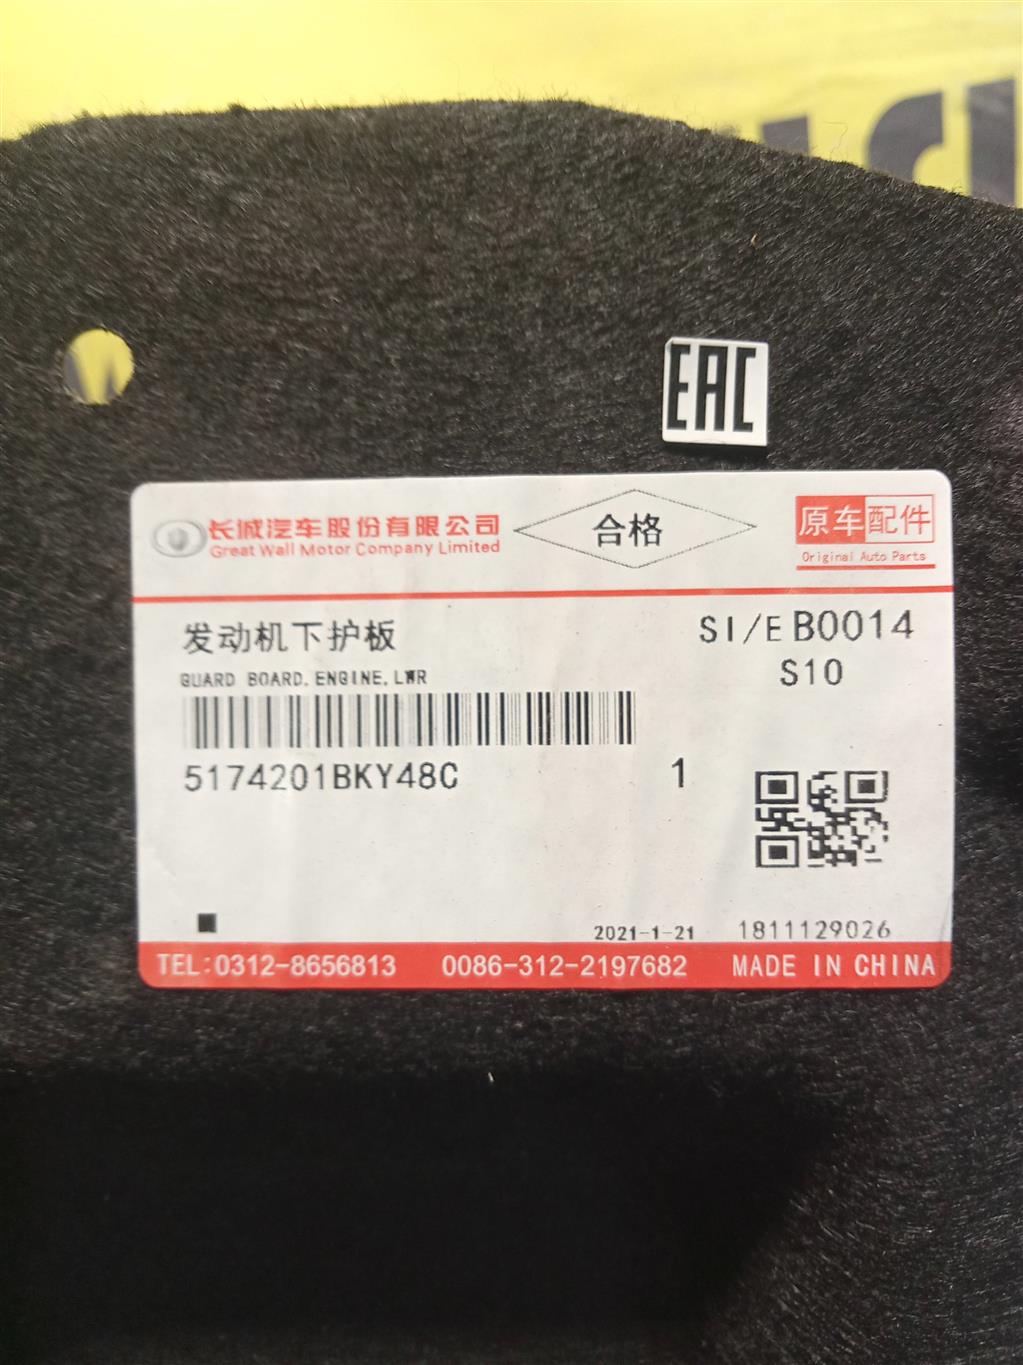 EAC
长城汽车股份有限公司
Great Wall Motor Company Limited
合格
原车配件
Original Auto Parts
发动机下护板
GUARD BOARD,ENGINE,LWR
SI/E B0014
S10
5174201BKY48C
1
2021-1-21
1811129026
TEL:0312-8656813 0086-312-2197682 MADE IN CHINA